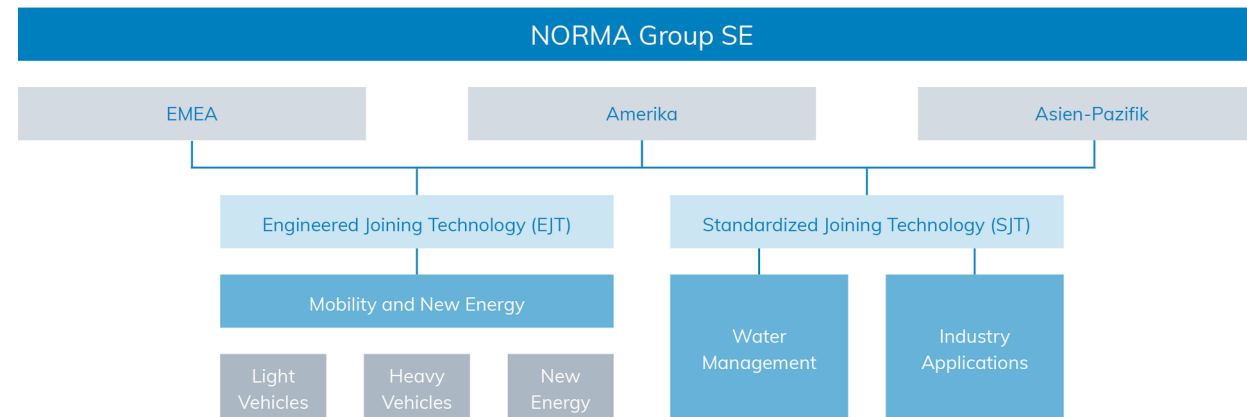 NORMA Group SE
EMEA
Amerika
Asien-Pazifik
Engineered Joining Technology (EJT)
Standardized Joining Technology (SJT)
Mobility and New Energy
Water
Management
Industry
Applications
Light
Vehicles
Heavy
Vehicles
New
Energy